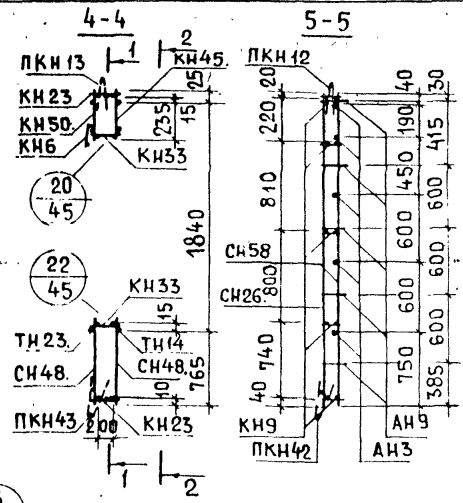 4-4
5-5
1
2
ПКН13
КН45.
КН23
КН50.
КН6
КН33
25
15
235
20
45
1840
22
45
КН33
15
ТН23.
ТН14
СН48.
СН48.
765
10
ПКН43
200
КН23
1
2
ПКН12
20
40
30
220
190
415
810
450
600
600
600
СН58
800
СН26.
600
600
740
750
385
40
КН9
АН9
ПКН42
АН3